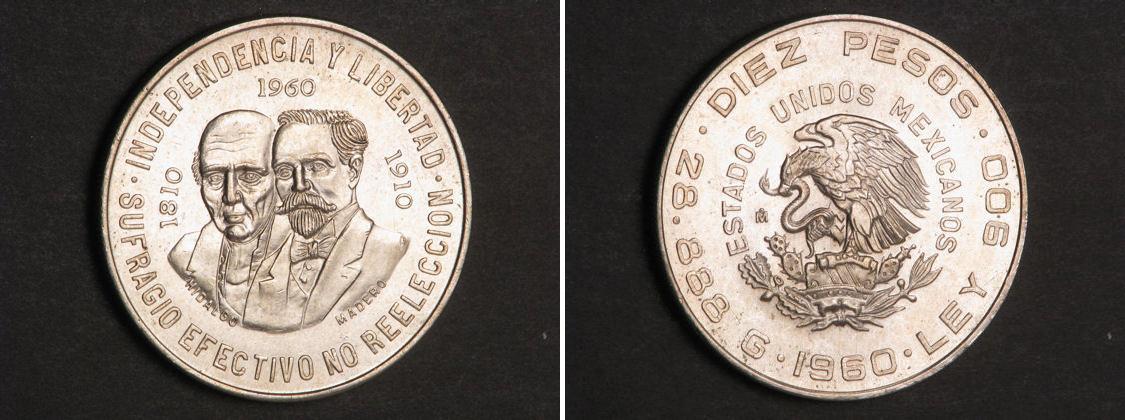 · INDEPENDENCIA Y LIBERTAD ·
1960
1810
1910
HIDALGO
MADERO
SUFRAGIO EFECTIVO NO REELECCION
· DIEZ PESOS ·
ESTADOS UNIDOS MEXICANOS
M
28.888 G · 1960 · LEY 0.900